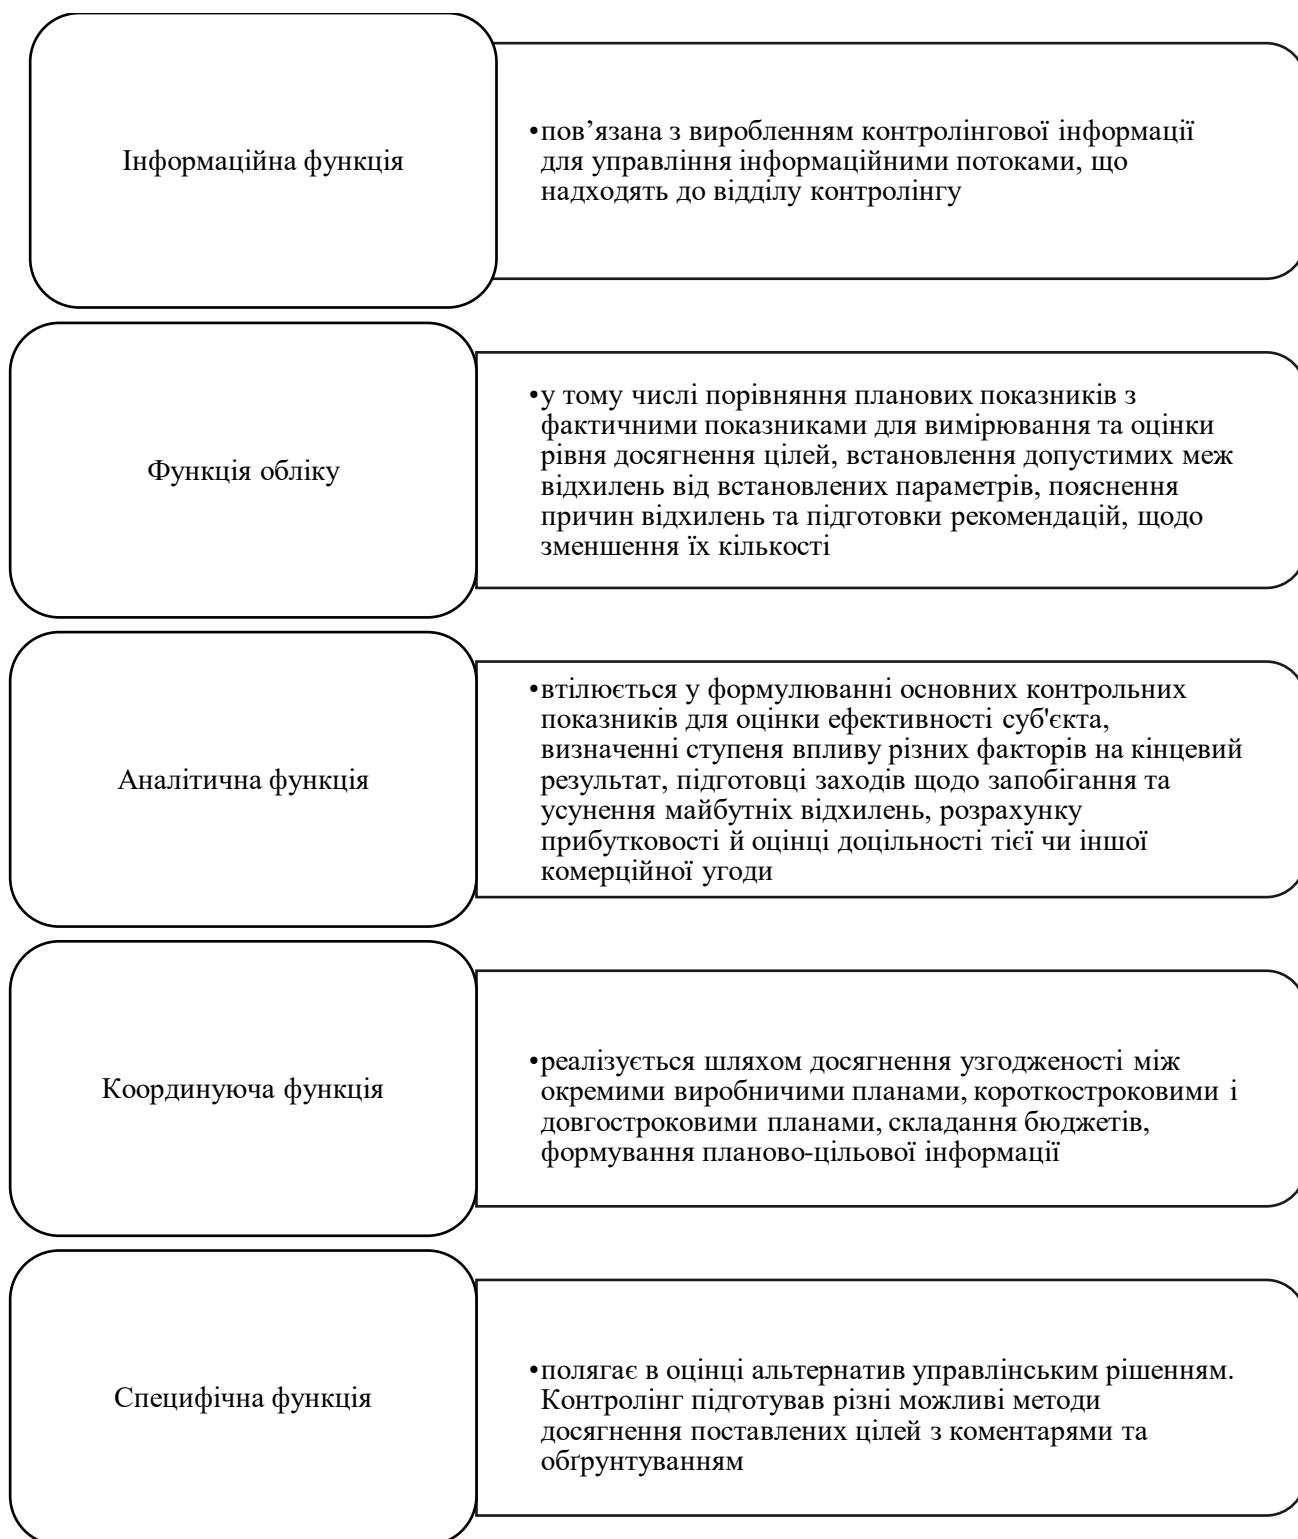 Інформаційна функція
•пов’язана з виробленням контролінгової інформації
для управління інформаційними потоками, що
надходять до відділу контролінгу
Функція обліку
•у тому числі порівняння планових показників з
фактичними показниками для вимірювання та оцінки
рівня досягнення цілей, встановлення допустимих меж
відхилень від встановлених параметрів, пояснення
причин відхилень та підготовки рекомендацій, щодо
зменшення їх кількості
Аналітична функція
•втілюється у формулюванні основних контрольних
показників для оцінки ефективності суб'єкта,
визначенні ступеня впливу різних факторів на кінцевий
результат, підготовці заходів щодо запобігання та
усунення майбутніх відхилень, розрахунку
прибутковості й оцінці доцільності тієї чи іншої
комерційної угоди
Координуюча функція
•реалізується шляхом досягнення узгодженості між
окремими виробничими планами, короткостроковими і
довгостроковими планами, складання бюджетів,
формування планово-цільової інформації
Специфічна функція
•полягає в оцінці альтернатив управлінським рішенням.
Контролінг підготував різні можливі методи
досягнення поставлених цілей з коментарями та
обґрунтуванням